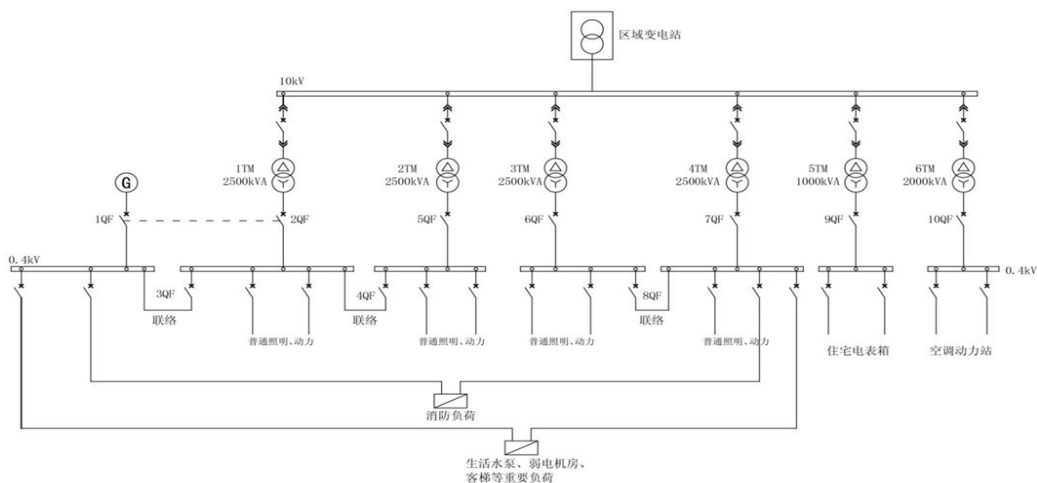 区域变电站
10kV
1TM
2500kVA
2TM
2500kVA
3TM
2500kVA
4TM
2500kVA
5TM
1000kVA
6TM
2000kVA
G
1QF
2QF
5QF
6QF
7QF
9QF
10QF
0.4kV
0.4kV
3QF
联络
4QF
联络
8QF
联络
普通照明、动力
普通照明、动力
普通照明、动力
普通照明、动力
住宅电表箱
空调动力站
消防负荷
生活水泵、弱电机房、
客梯等重要负荷